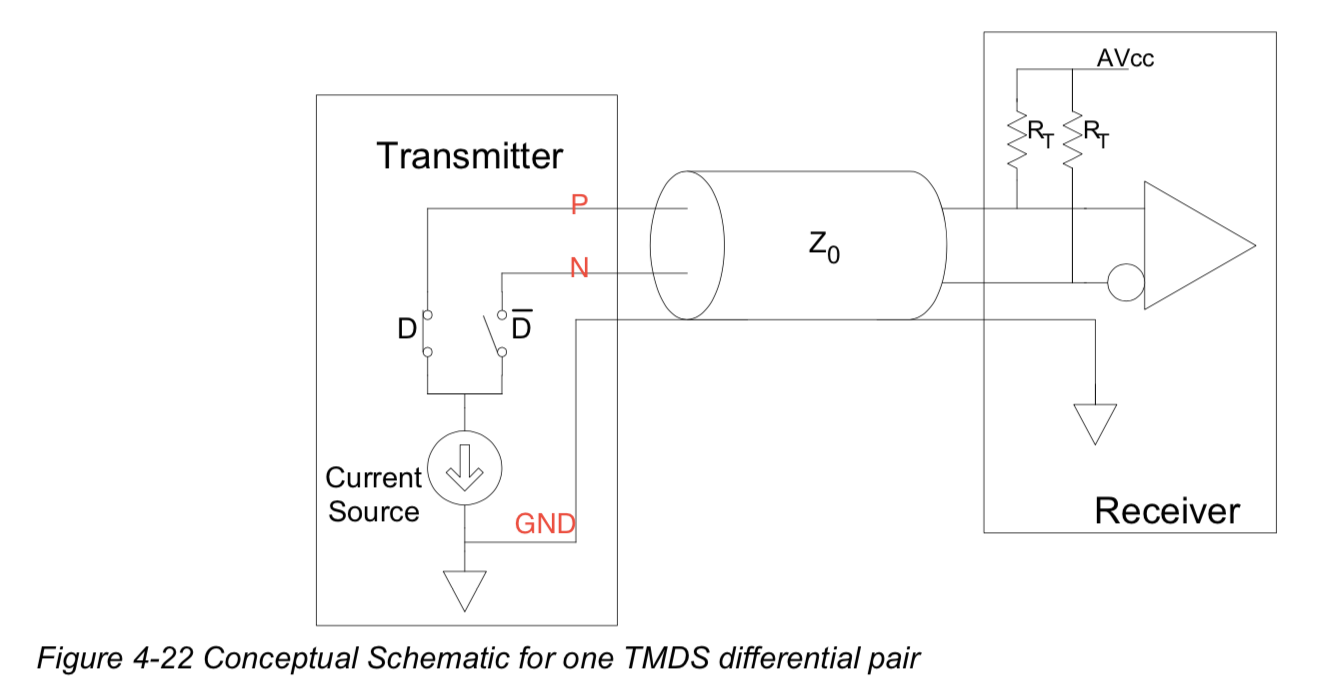 AVcc
R_T R_T
Transmitter
P
Z_0
N
D D̅
Current
Source
GND
Receiver
Figure 4-22 Conceptual Schematic for one TMDS differential pair